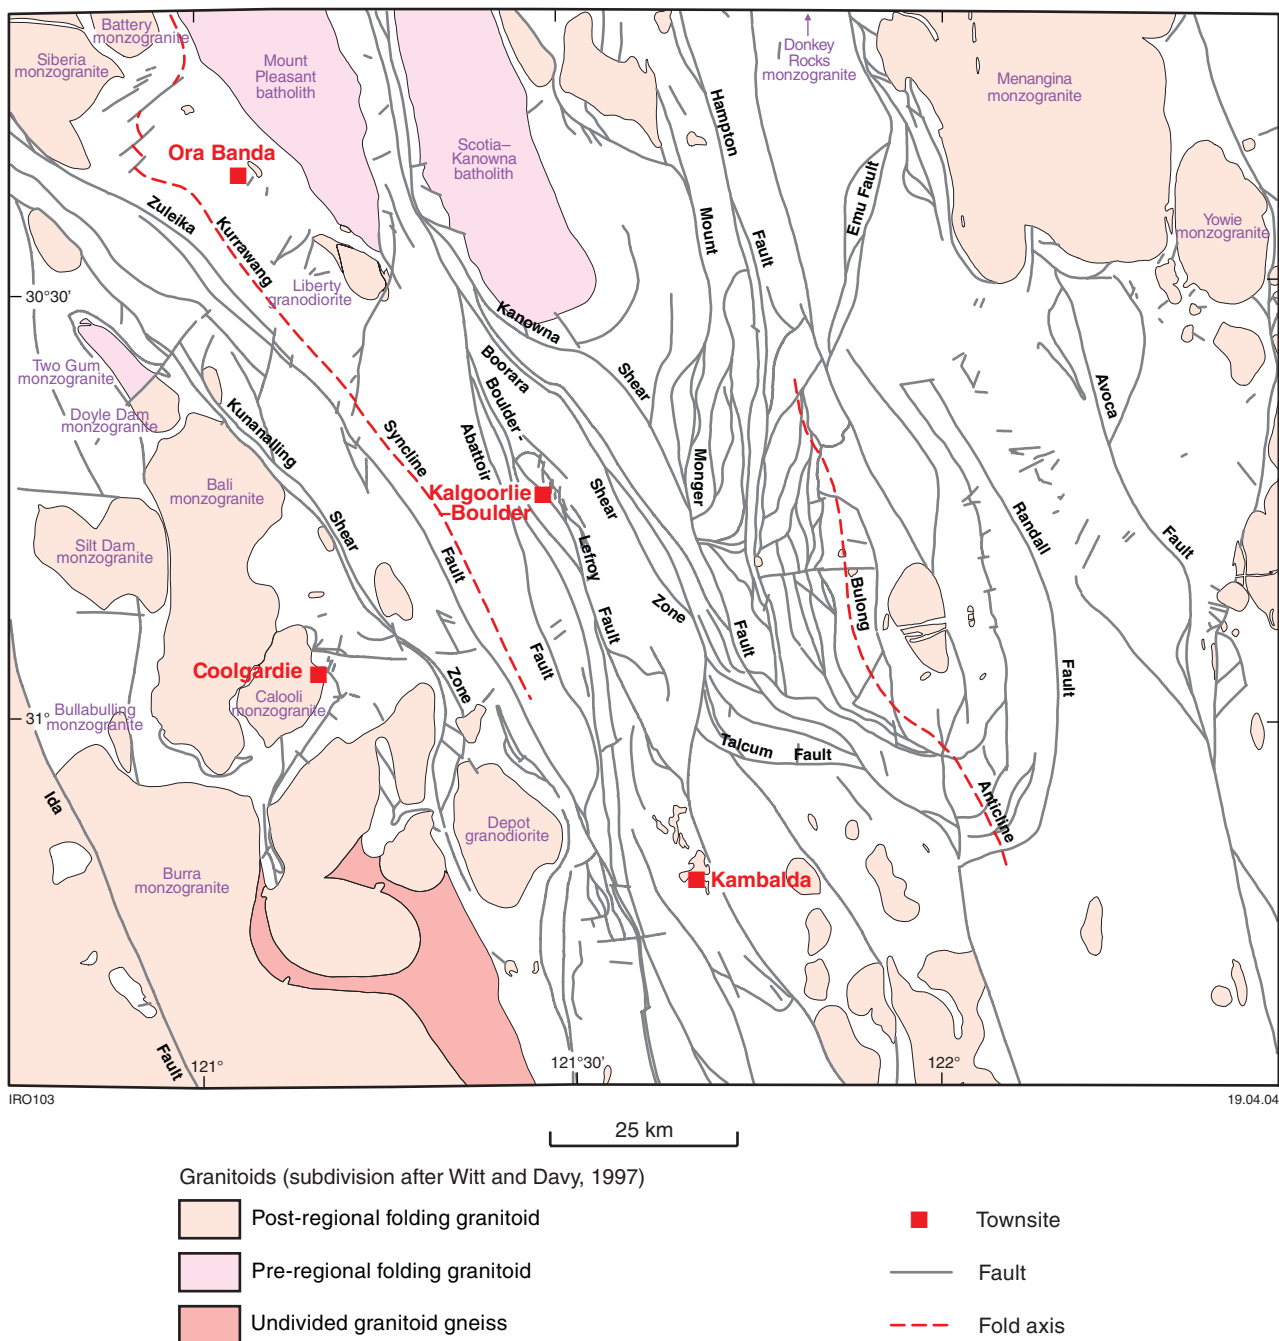 Battery
monzogranite
Siberia
monzogranite
Mount
Pleasant
batholith
Donkey
Rocks
monzogranite
Menangina
monzogranite
Hampton
Scotia–
Kanowna
batholith
Ora Banda
Emu Fault
Zuleika
Kurrawang
Mount
Fault
Yowie
monzogranite
30°30’
Liberty
granodiorite
Kanowna
Shear
Boorara
Boulder -
Two Gum
monzogranite
Doyle Dam
monzogranite
Avoca
Kunanalling
Syncline
Abattoir
Monger
Bali
monzogranite
Kalgoorlie
–Boulder
Shear
Randall
Shear
Fault
Silt Dam
monzogranite
Fault
Lefroy
Bulong
Zone
Fault
Fault
Fault
Fault
Coolgardie
Zone
Calooli
monzogranite
31°
Bullabulling
monzogranite
Talcum
Fault
Ida
Anticline
Depot
granodiorite
Burra
monzogranite
Kambalda
Fault
121°
121°30’
122°
IRO103
19.04.04
25 km
Granitoids (subdivision after Witt and Davy, 1997)
Post-regional folding granitoid
Townsite
Pre-regional folding granitoid
Fault
Undivided granitoid gneiss
Fold axis